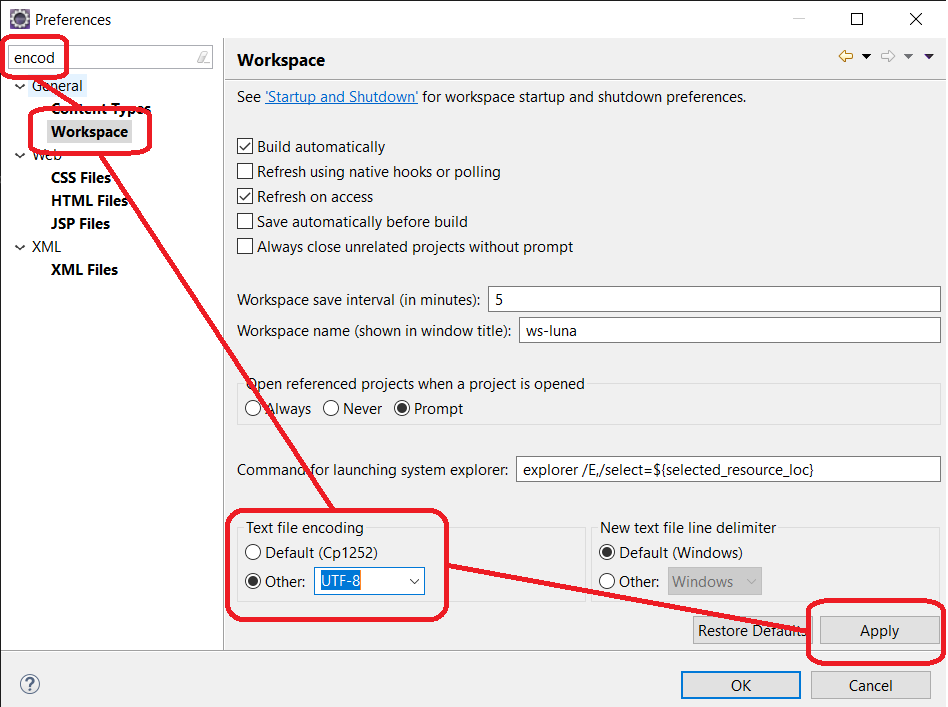 Preferences
encod
General
Content Types
Workspace
Web
CSS Files
HTML Files
JSP Files
XML
XML Files
Workspace
See 'Startup and Shutdown' for workspace startup and shutdown preferences.
Build automatically
Refresh using native hooks or polling
Refresh on access
Save automatically before build
Always close unrelated projects without prompt
Workspace save interval (in minutes): 5
Workspace name (shown in window title): ws-luna
Open referenced projects when a project is opened
Always Never Prompt
Command for launching system explorer: explorer /E,/select=${selected_resource_loc}
Text file encoding
Default (Cp1252)
Other: UTF-8
New text file line delimiter
Default (Windows)
Other: Windows
Restore Defaults Apply
OK Cancel